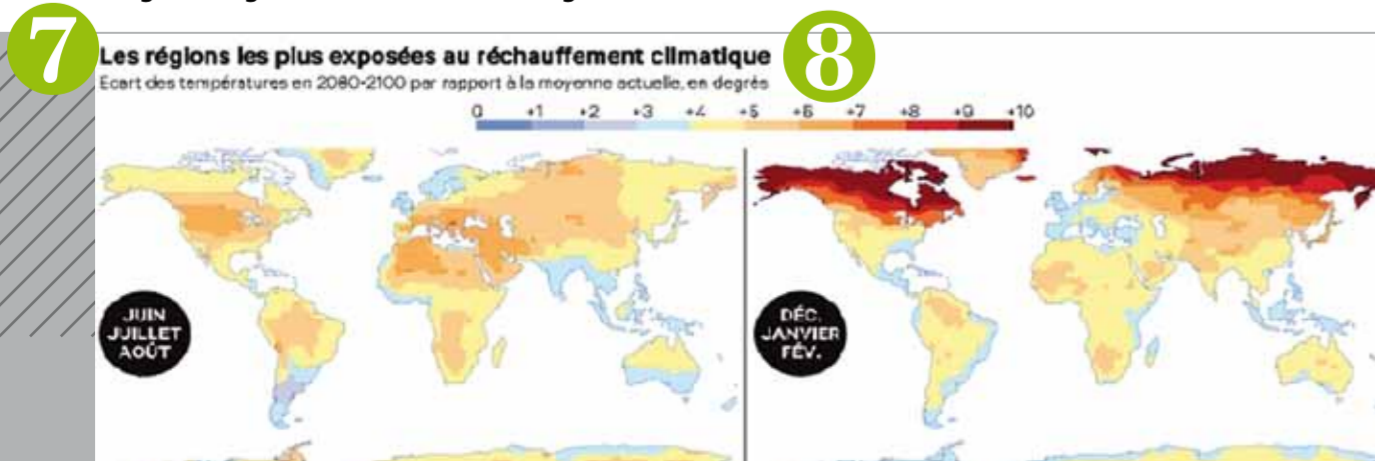 7
Les régions les plus exposées au réchauffement climatique
8
Ecart des températures en 2080-2100 par rapport à la moyenne actuelle, en degrés
0 +1 +2 +3 +4 +5 +6 +7 +8 +9 +10
JUIN
JUILLET
AOÛT
DÉC.
JANVIER
FÉV.